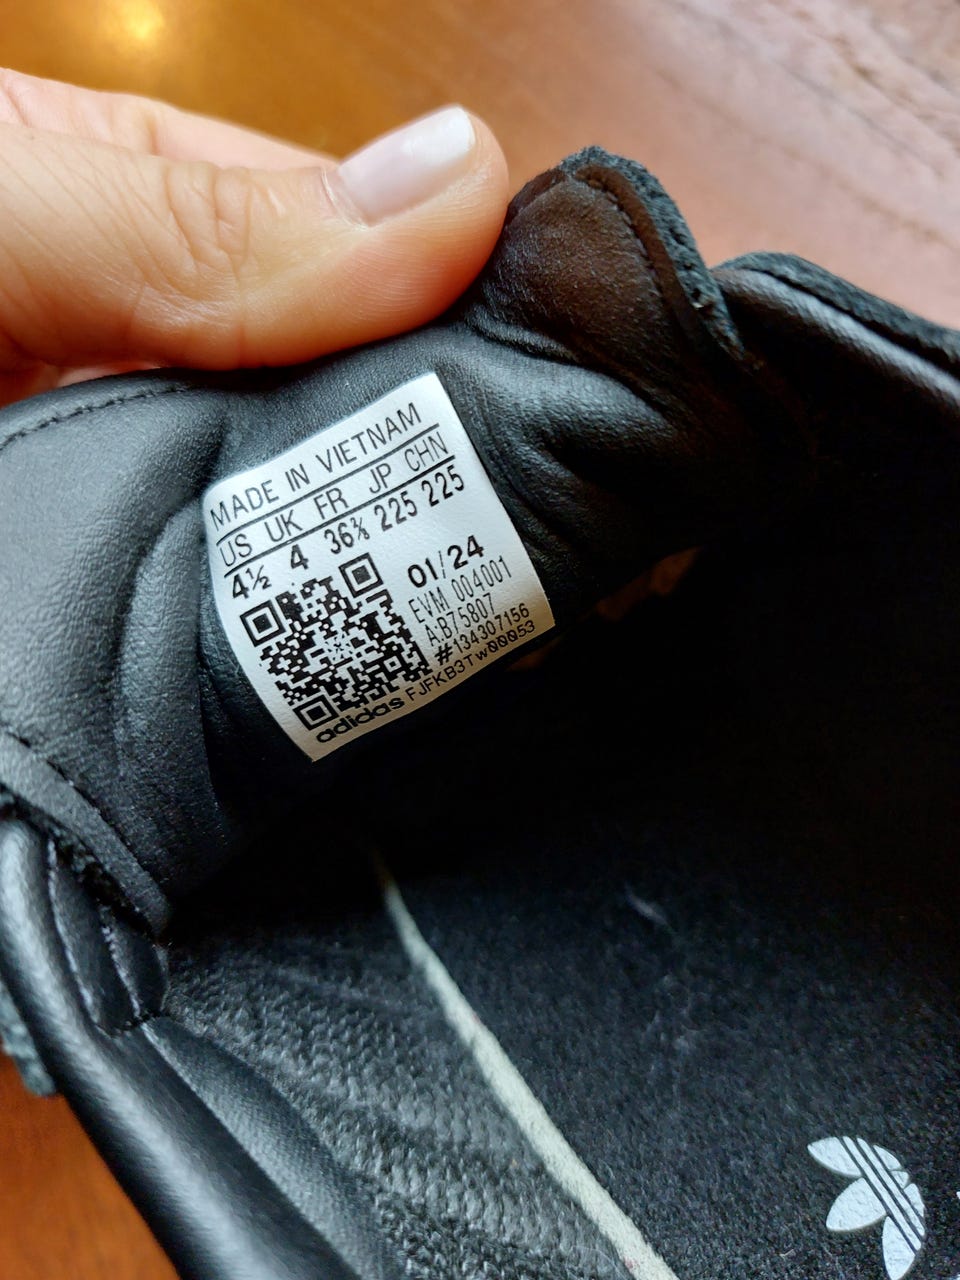 MADE IN VIETNAM
US UK FR JP CHN
4½ 4 36⅔ 225 225
01/24
EVM 004001
A:B75807
#134307156
adidas FJFKB3Tw00053